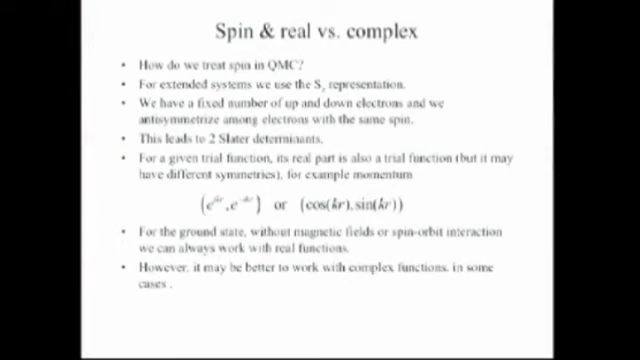 Spin & real vs. complex
• How do we treat spin in QMC?
• For extended systems we use the Sz representation.
• We have a fixed number of up and down electrons and we
antisymmetrize among electrons with the same spin.
• This leads to 2 Slater determinants.
• For a given trial function, its real part is also a trial function (but it may
have different symmetries), for example momentum
(e^{ikr}, e^{-ikr}) or (cos(kr), sin(kr))
• For the ground state, without magnetic fields or spin-orbit interaction
we can always work with real functions.
• However, it may be better to work with complex functions. in some
cases .